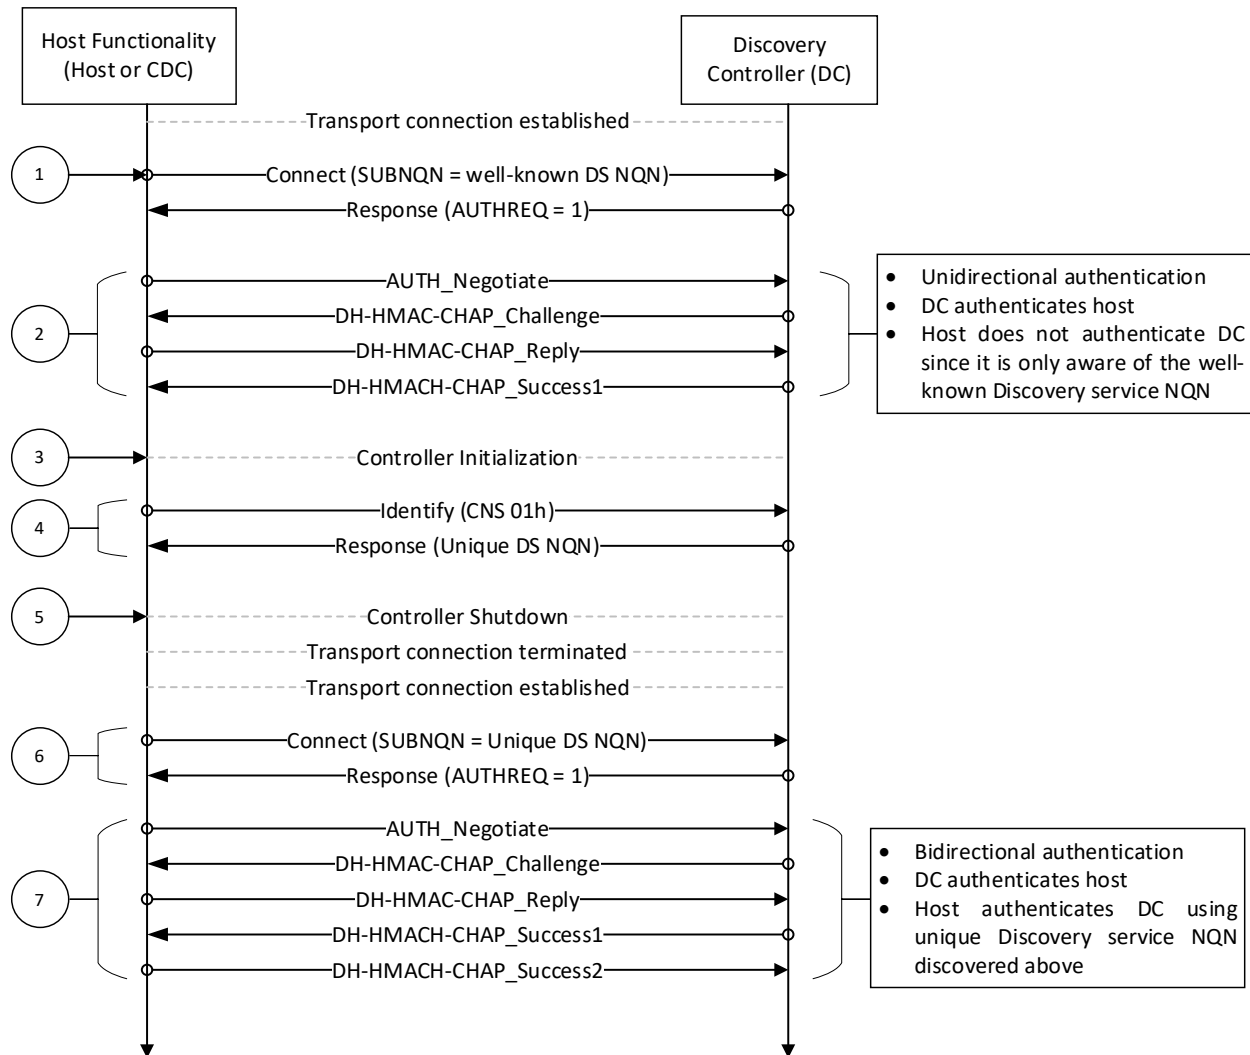 Host Functionality
(Host or CDC)
Discovery
Controller (DC)
Transport connection established
1
Connect (SUBNQN = well-known DS NQN)
Response (AUTHREQ = 1)
2
AUTH_Negotiate
DH-HMAC-CHAP_Challenge
DH-HMAC-CHAP_Reply
DH-HMACH-CHAP_Success1
• Unidirectional authentication
• DC authenticates host
• Host does not authenticate DC
since it is only aware of the well-
known Discovery service NQN
3
Controller Initialization
4
Identify (CNS 01h)
Response (Unique DS NQN)
5
Controller Shutdown
Transport connection terminated
Transport connection established
6
Connect (SUBNQN = Unique DS NQN)
Response (AUTHREQ = 1)
7
AUTH_Negotiate
DH-HMAC-CHAP_Challenge
DH-HMAC-CHAP_Reply
DH-HMACH-CHAP_Success1
DH-HMACH-CHAP_Success2
• Bidirectional authentication
• DC authenticates host
• Host authenticates DC using
unique Discovery service NQN
discovered above